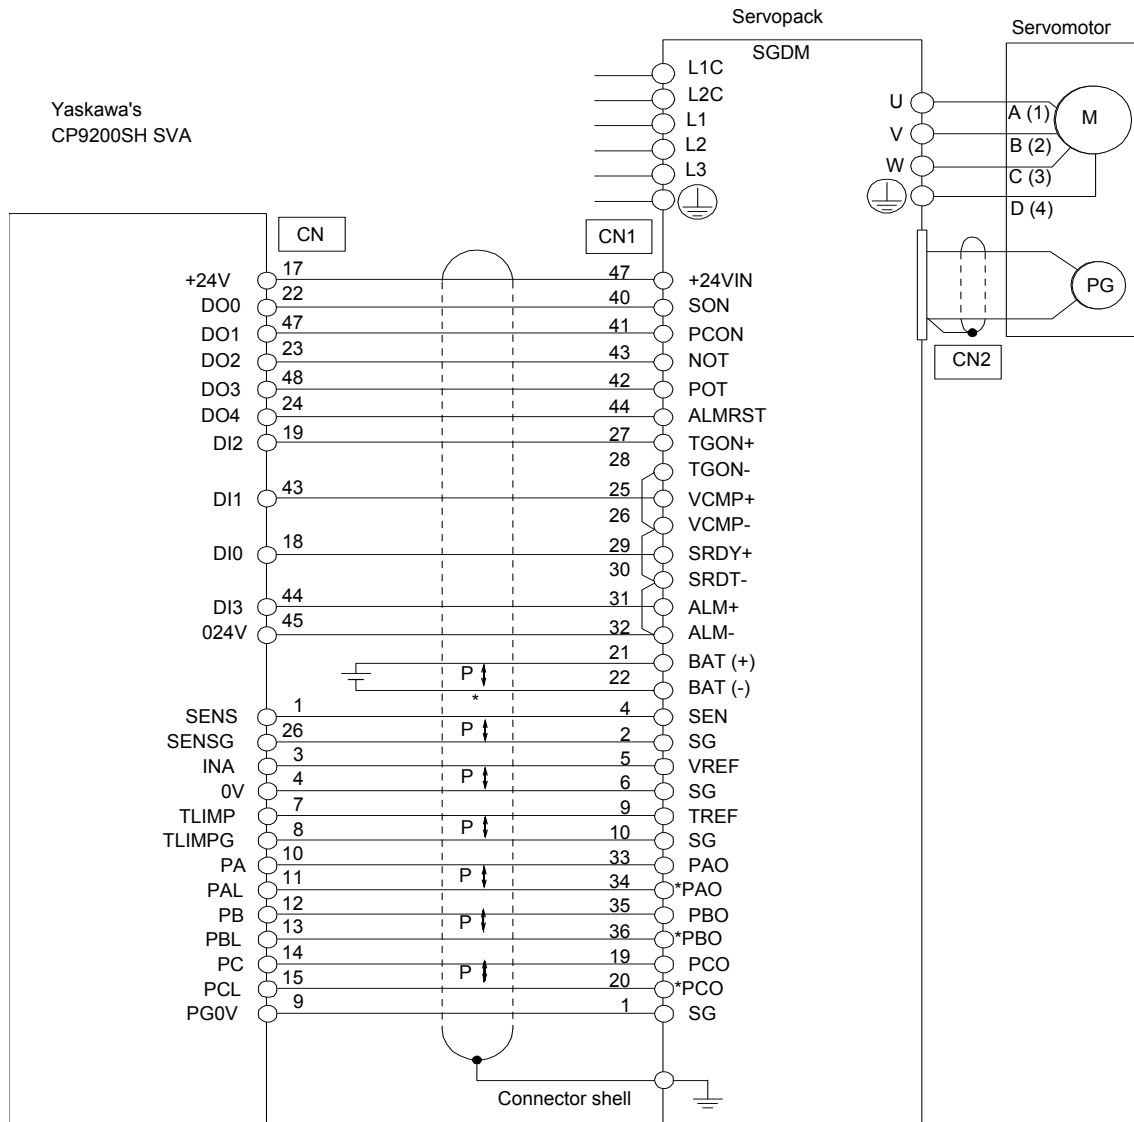 Servopack
Servomotor
SGDM
Yaskawa's
CP9200SH SVA
L1C
L2C
L1
L2
L3
U
V
W
A (1)
B (2)
C (3)
D (4)
M
PG
CN2
CN
CN1
+24V 17 47 +24VIN
DO0 22 40 SON
DO1 47 41 PCON
DO2 23 43 NOT
DO3 48 42 POT
DO4 24 44 ALMRST
DI2 19 27 TGON+
28 TGON-
DI1 43 25 VCMP+
26 VCMP-
DI0 18 29 SRDY+
30 SRDT-
DI3 44 31 ALM+
024V 45 32 ALM-
P 21 BAT (+)
* 22 BAT (-)
SENS 1 4 SEN
SENSG 26 P 2 SG
INA 3 5 VREF
0V 4 P 6 SG
TLIMP 7 9 TREF
TLIMPG 8 P 10 SG
PA 10 33 PAO
PAL 11 P 34 *PAO
PB 12 35 PBO
PBL 13 P 36 *PBO
PC 14 19 PCO
PCL 15 P 20 *PCO
PG0V 9 1 SG
Connector shell